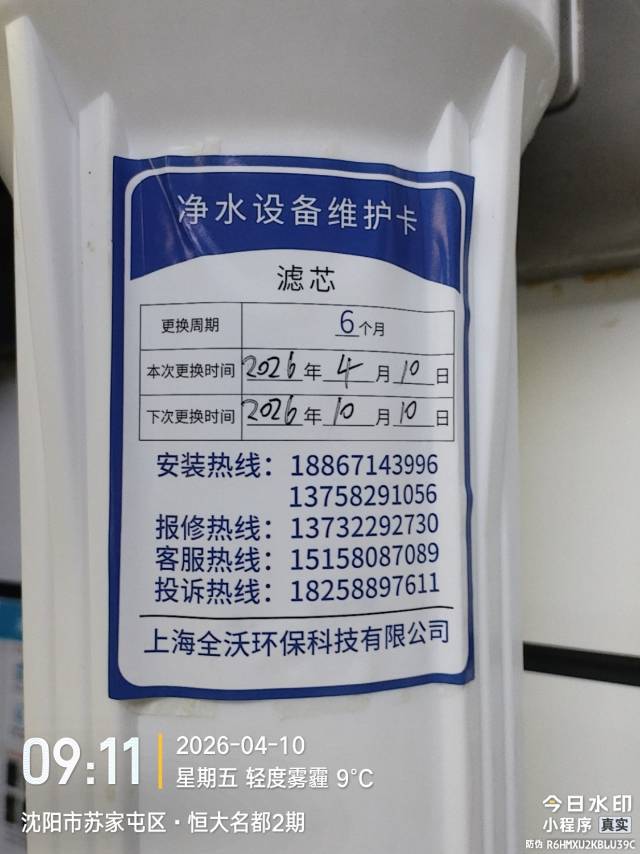 净水设备维护卡
滤芯
更换周期 6个月
本次更换时间 2026年4月10日
下次更换时间 2026年10月10日
安装热线：18867143996
13758291056
报修热线：13732292730
客服热线：15158087089
投诉热线：18258897611
上海全沃环保科技有限公司
09:11
2026-04-10
星期五 轻度雾霾 9℃
沈阳市苏家屯区·恒大名都2期
今日水印
小程序 真实
防伪 R6HMXU2KBLU39C